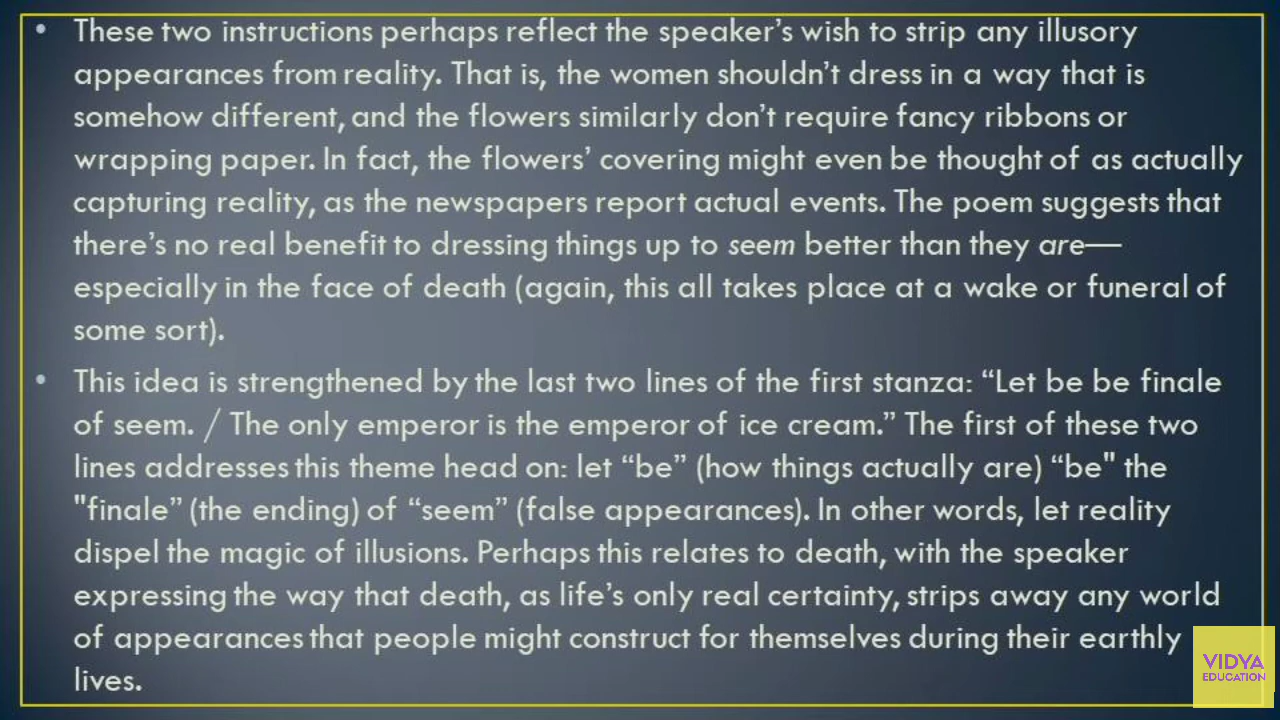 • These two instructions perhaps reflect the speaker’s wish to strip any illusory
appearances from reality. That is, the women shouldn’t dress in a way that is
somehow different, and the flowers similarly don’t require fancy ribbons or
wrapping paper. In fact, the flowers’ covering might even be thought of as actually
capturing reality, as the newspapers report actual events. The poem suggests that
there’s no real benefit to dressing things up to seem better than they are—
especially in the face of death (again, this all takes place at a wake or funeral of
some sort).
• This idea is strengthened by the last two lines of the first stanza: “Let be be finale
of seem. / The only emperor is the emperor of ice cream.” The first of these two
lines addresses this theme head on: let “be” (how things actually are) “be" the
"finale” (the ending) of “seem” (false appearances). In other words, let reality
dispel the magic of illusions. Perhaps this relates to death, with the speaker
expressing the way that death, as life’s only real certainty, strips away any world
of appearances that people might construct for themselves during their earthly
lives.
VIDYA
EDUCATION